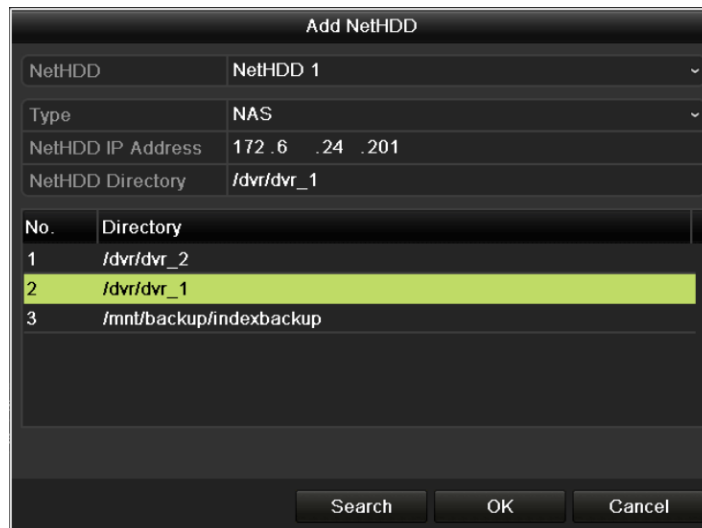 Add NetHDD
NetHDD NetHDD 1
Type NAS
NetHDD IP Address 172 .6 .24 .201
NetHDD Directory /dvr/dvr_1
No. Directory
1 /dvr/dvr_2
2 /dvr/dvr_1
3 /mnt/backup/indexbackup
Search OK Cancel